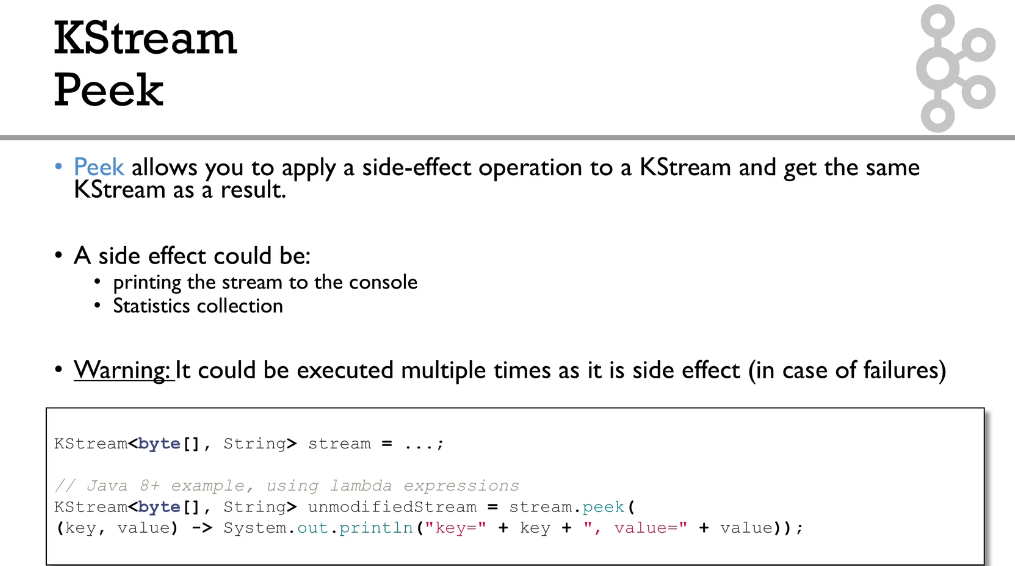 KStream
Peek
• Peek allows you to apply a side-effect operation to a KStream and get the same
KStream as a result.
• A side effect could be:
• printing the stream to the console
• Statistics collection
• Warning: It could be executed multiple times as it is side effect (in case of failures)
KStream<byte[], String> stream = ...;
// Java 8+ example, using lambda expressions
KStream<byte[], String> unmodifiedStream = stream.peek(
(key, value) -> System.out.println("key=" + key + ", value=" + value));